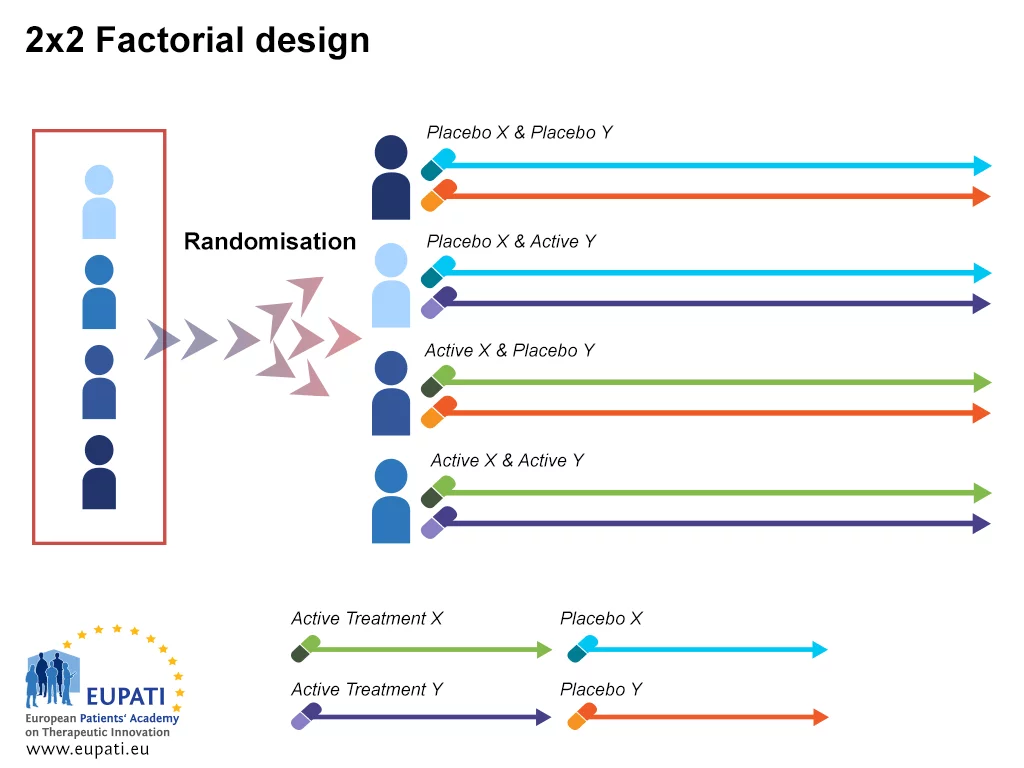 2x2 Factorial design
Placebo X & Placebo Y
Randomisation
Placebo X & Active Y
Active X & Placebo Y
Active X & Active Y
Active Treatment X
Placebo X
Active Treatment Y
Placebo Y
EUPATI
European Patients' Academy
on Therapeutic Innovation
www.eupati.eu